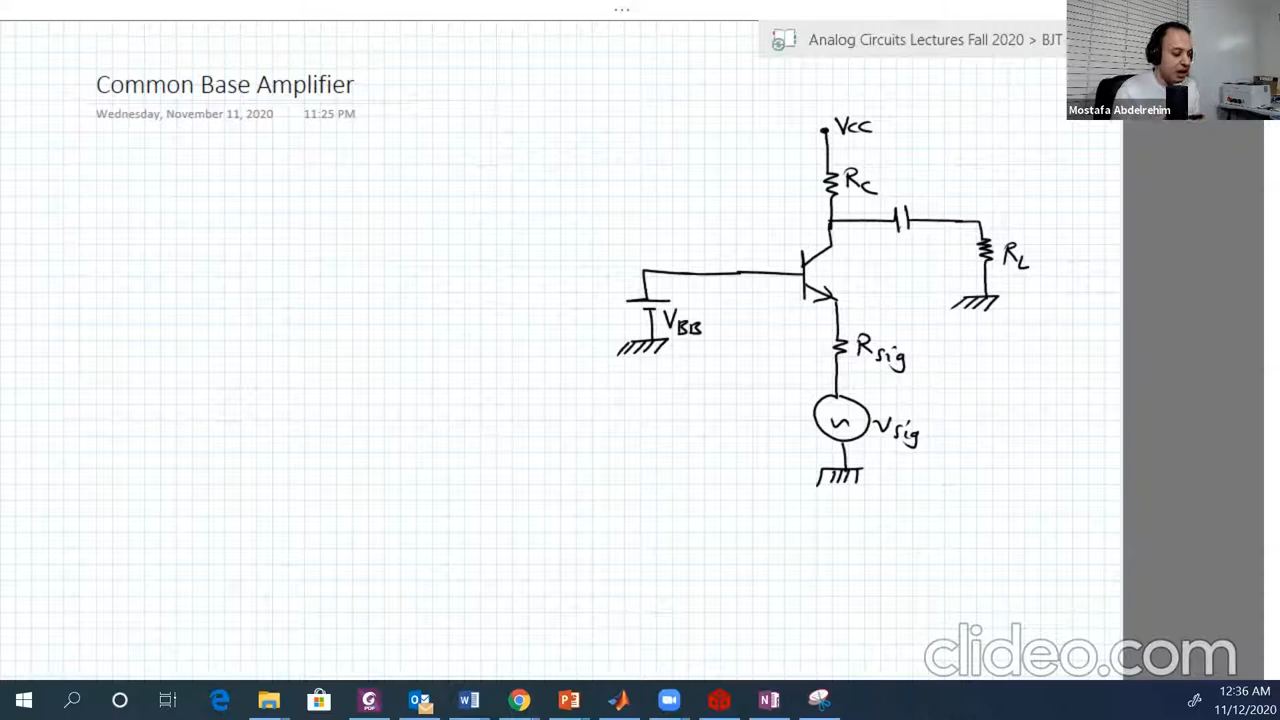 Analog Circuits Lectures Fall 2020 > BJT
Common Base Amplifier
Wednesday, November 11, 2020 11:25 PM
Mostafa Abdelrehim
VCC
RC
RL
VBB
Rsig
vsig
clideo.com
12:36 AM
11/12/2020